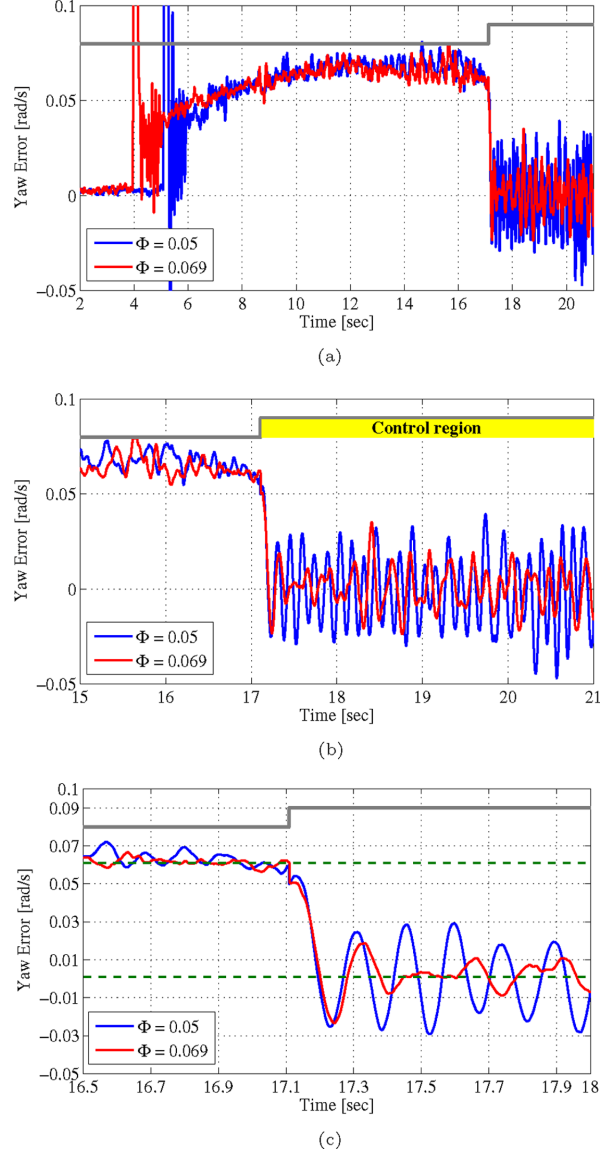 0.1
0.05
0
−0.05
Yaw Error [rad/s]
Φ = 0.05
Φ = 0.069
2 4 6 8 10 12 14 16 18 20
Time [sec]
(a)
0.1
0.05
0
−0.05
Yaw Error [rad/s]
Control region
Φ = 0.05
Φ = 0.069
15 16 17 18 19 20 21
Time [sec]
(b)
0.1
0.09
0.07
0.05
0.03
0.01
−0.01
−0.03
−0.05
Yaw Error [rad/s]
Φ = 0.05
Φ = 0.069
16.5 16.7 16.9 17.1 17.3 17.5 17.7 17.9 18
Time [sec]
(c)